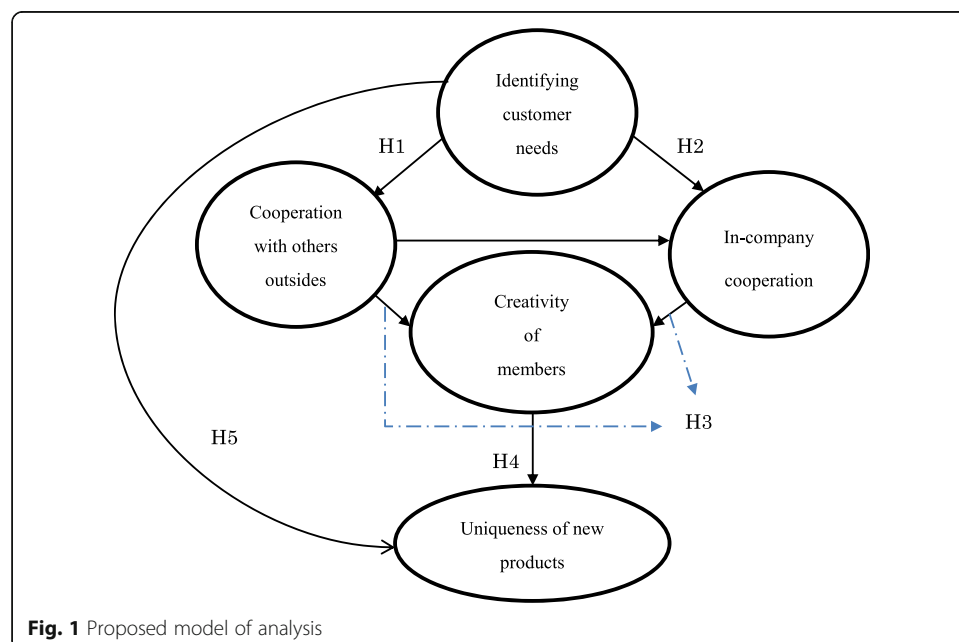 Identifying
customer
needs
H1
H2
Cooperation
with others
outsides
In-company
cooperation
Creativity
of
members
H3
H5
H4
Uniqueness of new
products
Fig. 1 Proposed model of analysis